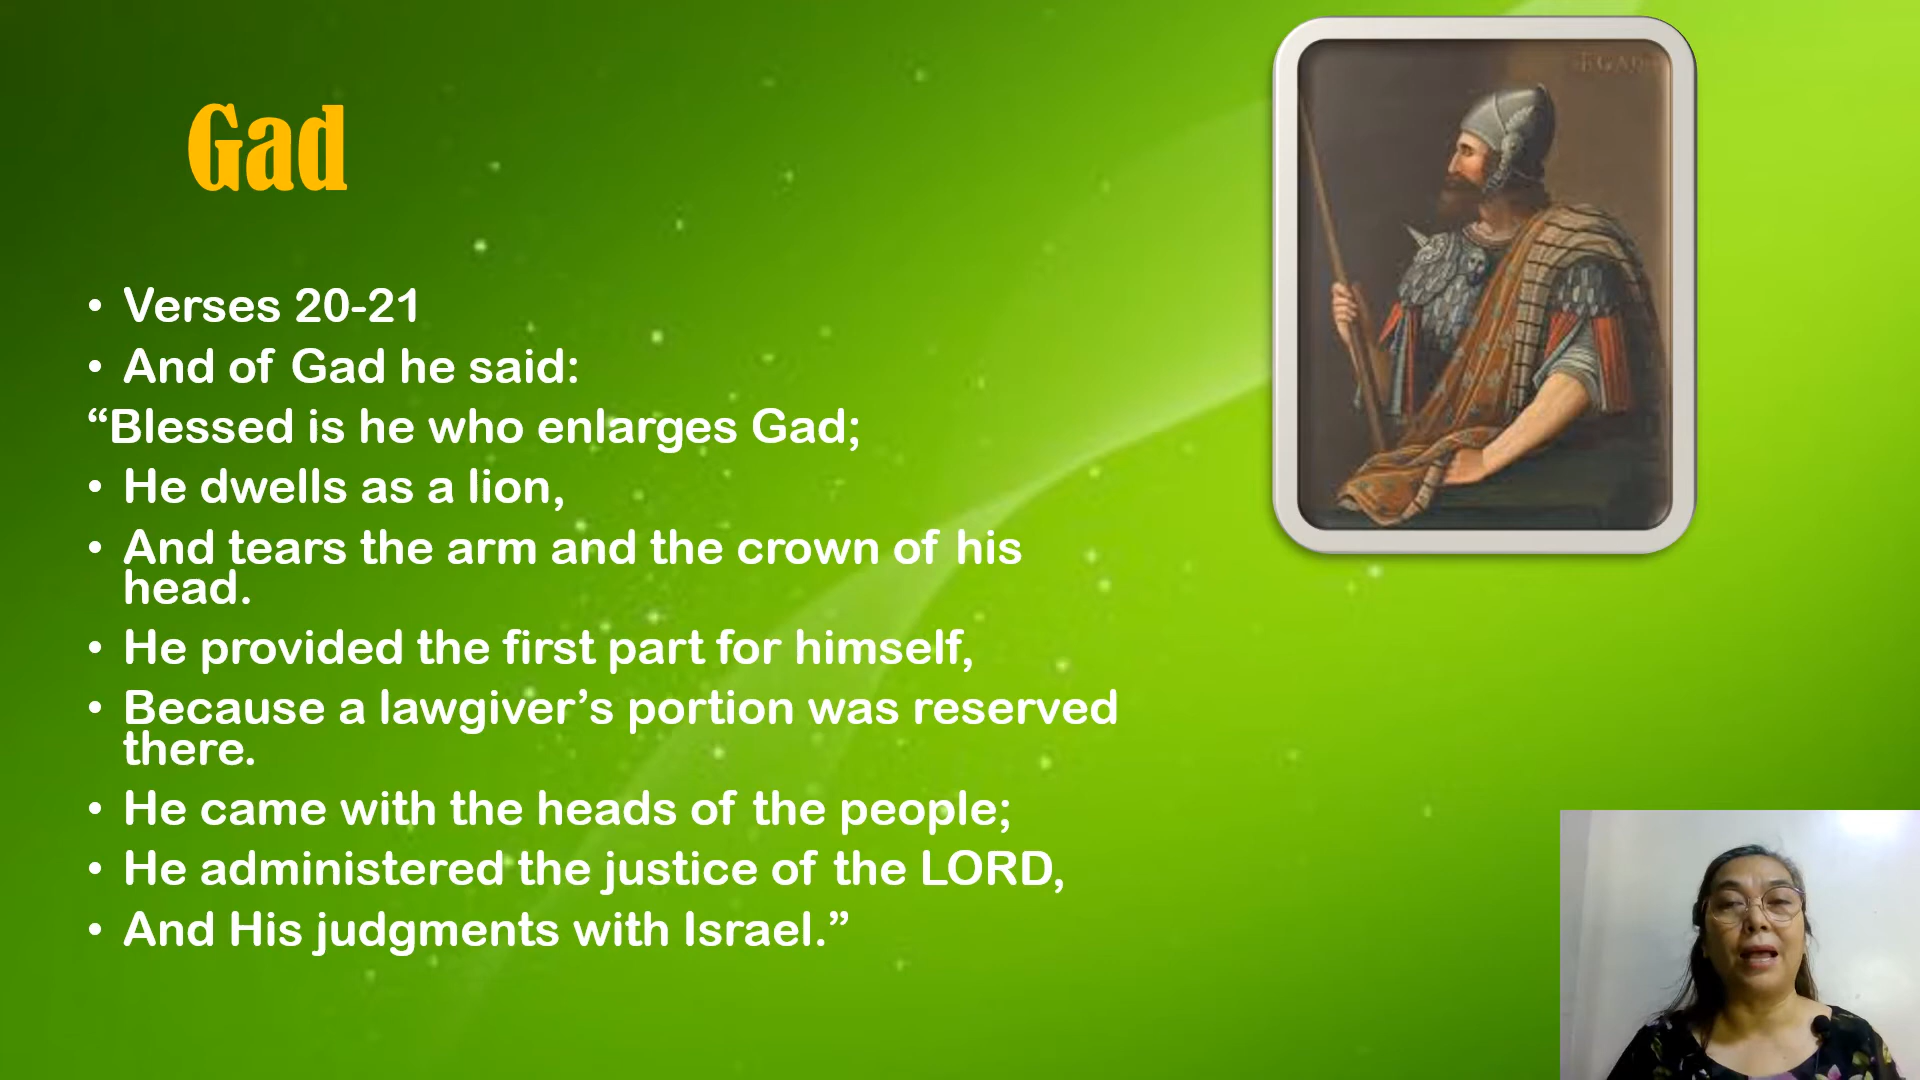 Gad
• Verses 20-21
• And of Gad he said:
“Blessed is he who enlarges Gad;
• He dwells as a lion,
• And tears the arm and the crown of his
head.
• He provided the first part for himself,
• Because a lawgiver’s portion was reserved
there.
• He came with the heads of the people;
• He administered the justice of the LORD,
• And His judgments with Israel.”